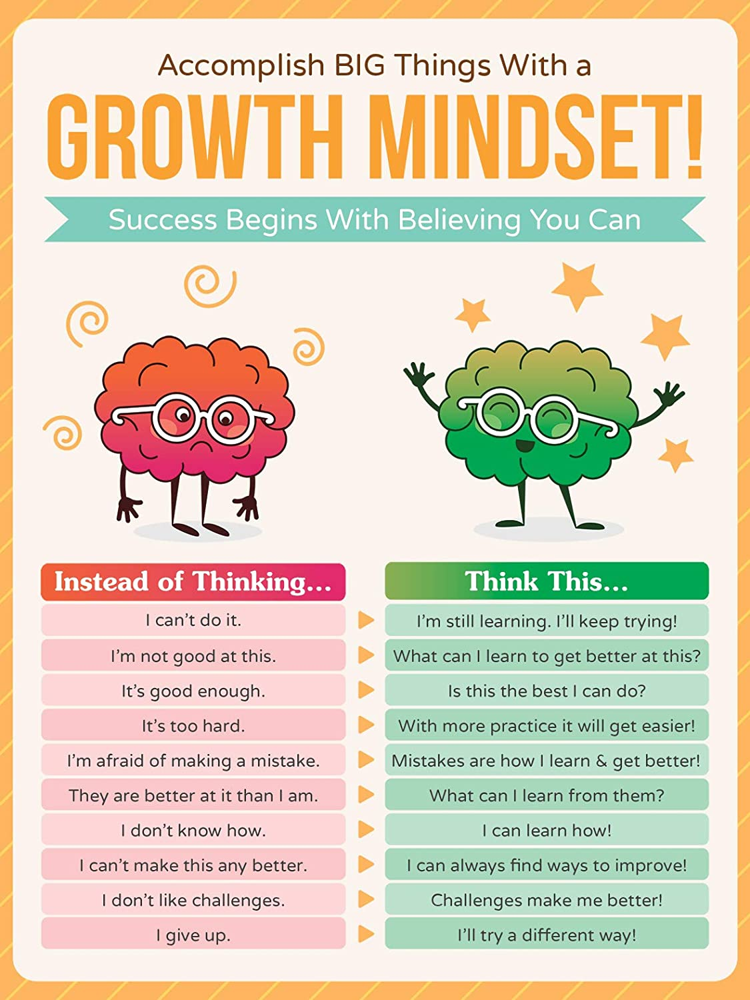 Accomplish BIG Things With a
GROWTH MINDSET!
Success Begins With Believing You Can
Instead of Thinking...
Think This...
I can't do it.
I'm still learning. I'll keep trying!
I'm not good at this.
What can I learn to get better at this?
It's good enough.
Is this the best I can do?
It's too hard.
With more practice it will get easier!
I'm afraid of making a mistake.
Mistakes are how I learn & get better!
They are better at it than I am.
What can I learn from them?
I don't know how.
I can learn how!
I can't make this any better.
I can always find ways to improve!
I don't like challenges.
Challenges make me better!
I give up.
I'll try a different way!